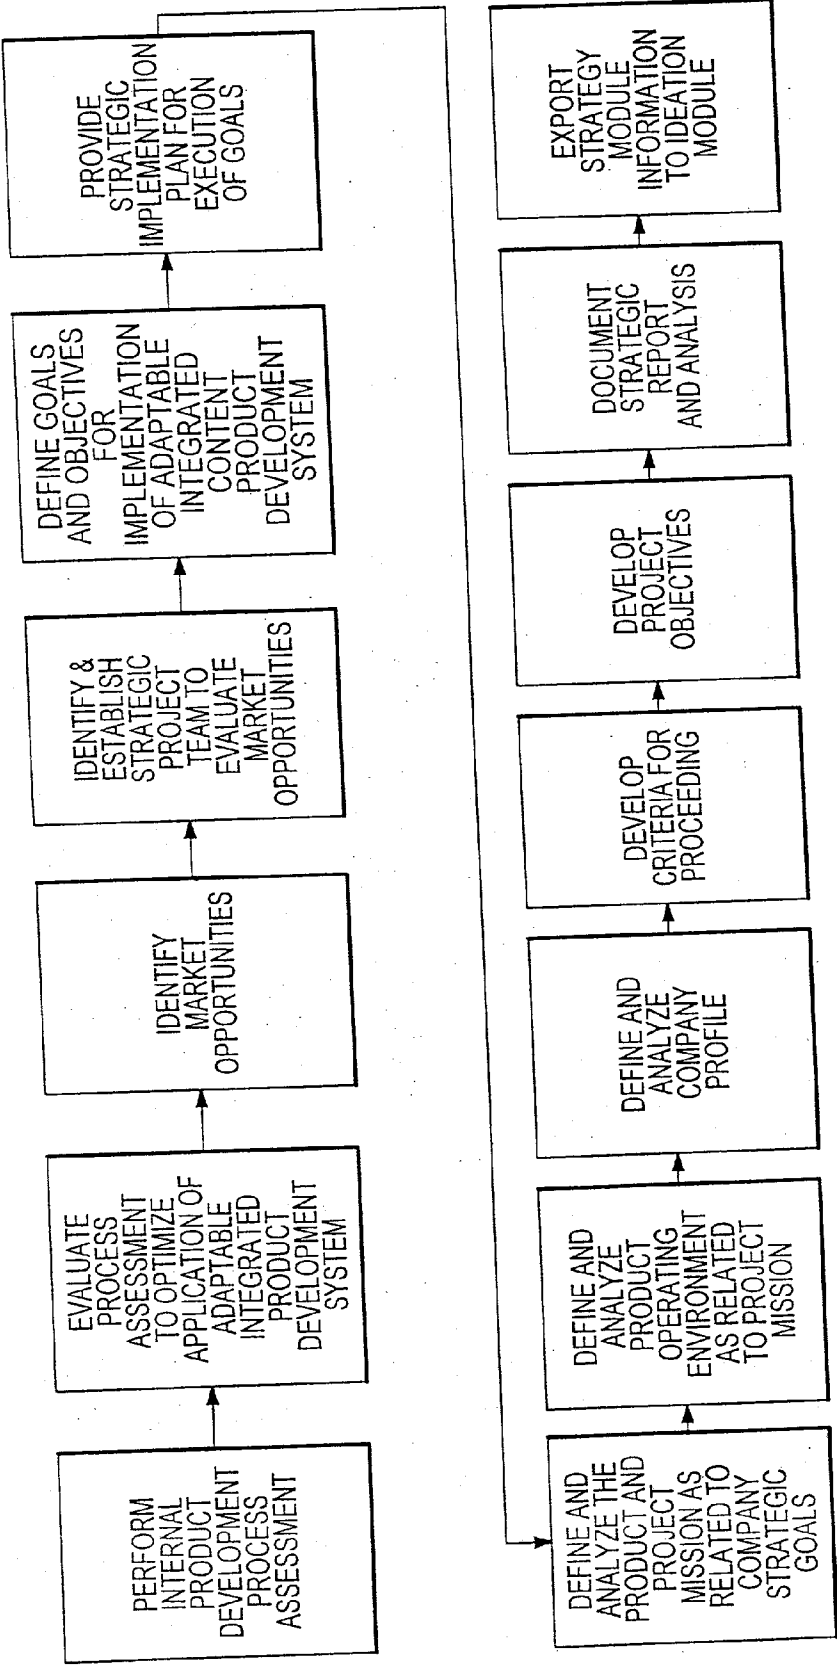 PERFORM
INTERNAL
PRODUCT
DEVELOPMENT
PROCESS
ASSESSMENT
EVALUATE
PROCESS
ASSESSMENT
TO OPTIMIZE
APPLICATION OF
ADAPTABLE
INTEGRATED
PRODUCT
DEVELOPMENT
SYSTEM
IDENTIFY
MARKET
OPPORTUNITIES
IDENTIFY &
ESTABLISH
STRATEGIC
PROJECT
TEAM TO
EVALUATE
MARKET
OPPORTUNITIES
DEFINE GOALS
AND OBJECTIVES
FOR
IMPLEMENTATION
OF ADAPTABLE
INTEGRATED
CONTENT
PRODUCT
DEVELOPMENT
SYSTEM
PROVIDE
STRATEGIC
IMPLEMENTATION
PLAN FOR
EXECUTION
OF GOALS
DEFINE AND
ANALYZE THE
PRODUCT AND
PROJECT
MISSION AS
RELATED TO
COMPANY
STRATEGIC
GOALS
DEFINE AND
ANALYZE
PRODUCT
OPERATING
ENVIRONMENT
AS RELATED
TO PROJECT
MISSION
DEFINE AND
ANALYZE
COMPANY
PROFILE
DEVELOP
CRITERIA FOR
PROCEEDING
DEVELOP
PROJECT
OBJECTIVES
DOCUMENT
STRATEGIC
REPORT
AND ANALYSIS
EXPORT
STRATEGY
MODULE
INFORMATION
TO IDEATION
MODULE